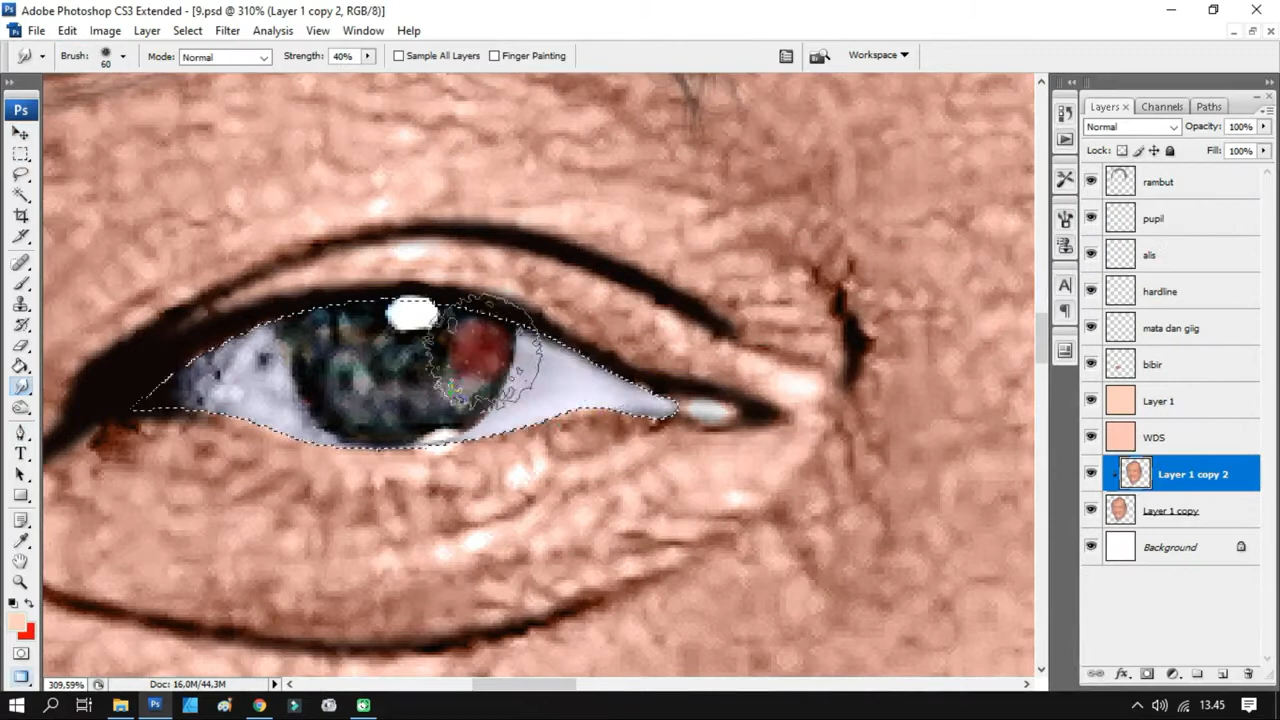 Adobe Photoshop CS3 Extended - [9.psd @ 310% (Layer 1 copy 2, RGB/8)]
File Edit Image Layer Select Filter Analysis View Window Help
Brush: 60 Mode: Normal Strength: 40% Sample All Layers Finger Painting Workspace
Ps
Layers Channels Paths
Normal Opacity: 100%
Lock: Fill: 100%
rambut
pupil
alis
hardline
mata dan giig
bibir
Layer 1
WDS
Layer 1 copy 2
Layer 1 copy
Background
309,59% Doc: 16,0M/44,3M
13.45